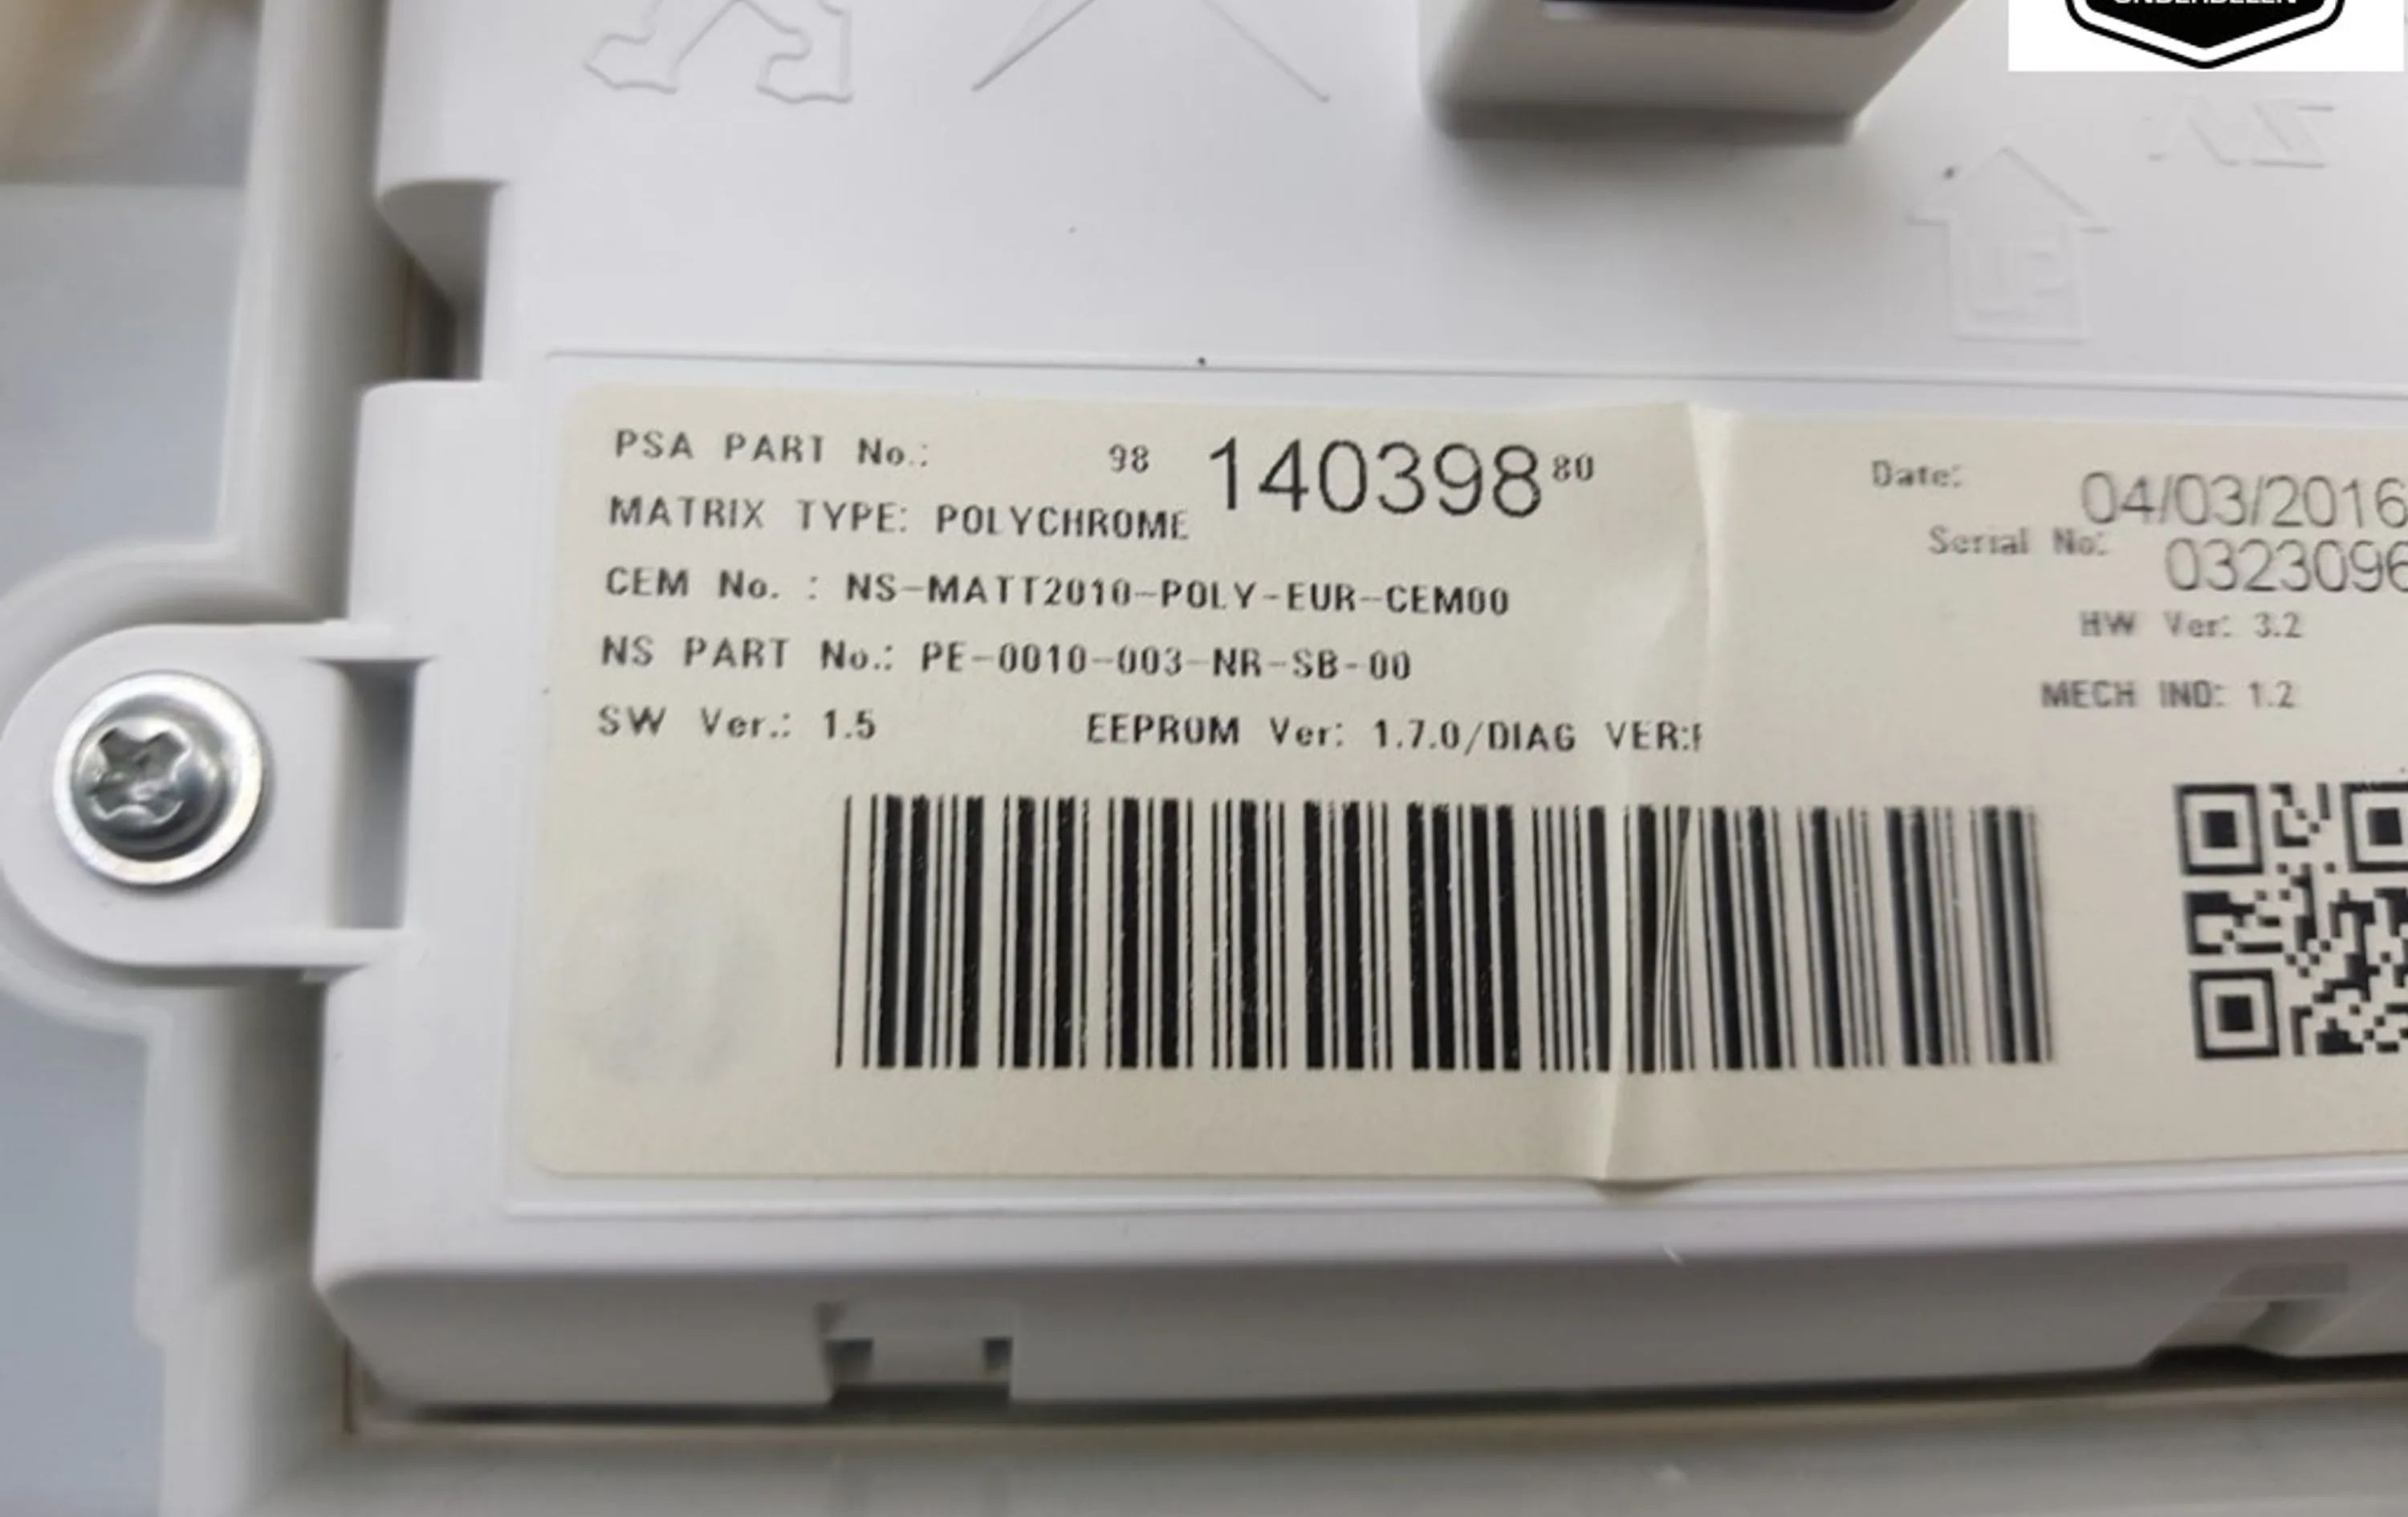 ONDERDELEN
UP
PSA PART No.: 98 140398 80
MATRIX TYPE: POLYCHROME
CEM No. : NS-MATT2010-POLY-EUR-CEM00
NS PART No.: PE-0010-003-NR-SB-00
SW Ver.: 1.5 EEPROM Ver: 1.7.0/DIAG VER:
Date: 04/03/2016
Serial No: 0323096
HW Ver: 3.2
MECH IND: 1.2